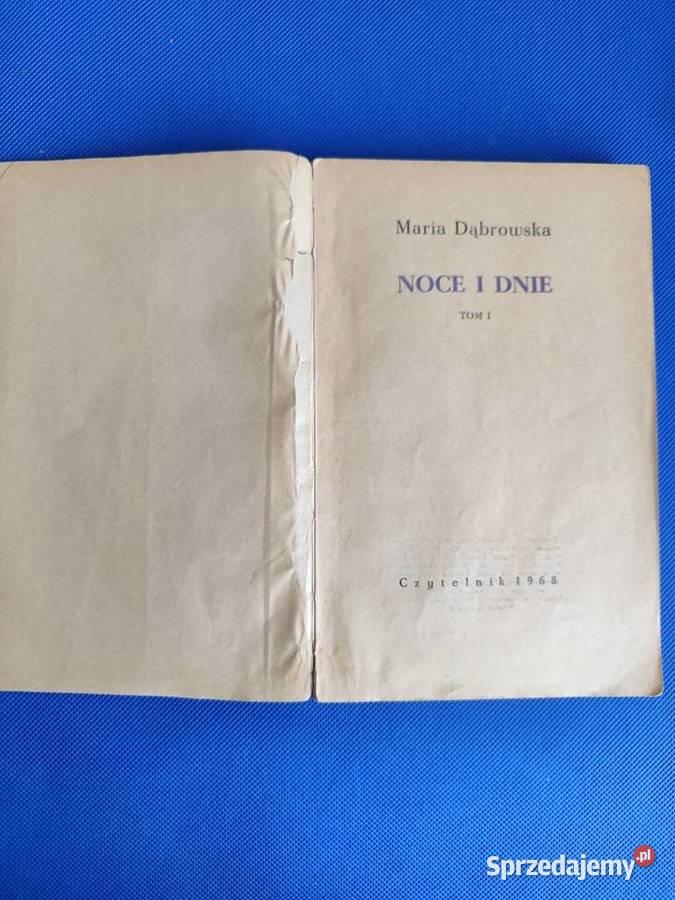 Maria Dąbrowska
NOCE I DNIE
TOM I
Czytelnik 1968
Sprzedajemy.pl